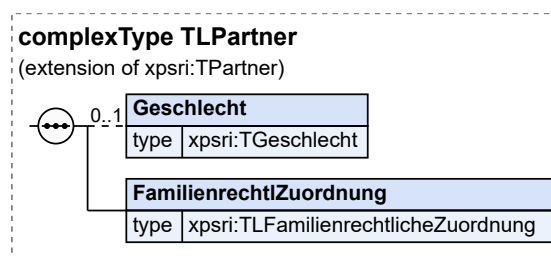 complexType TLPartner
(extension of xpsri:TPartner)
0..1
Geschlecht
type xpsri:TGeschlecht
FamilienrechtlZuordnung
type xpsri:TLFamilienrechtlicheZuordnung